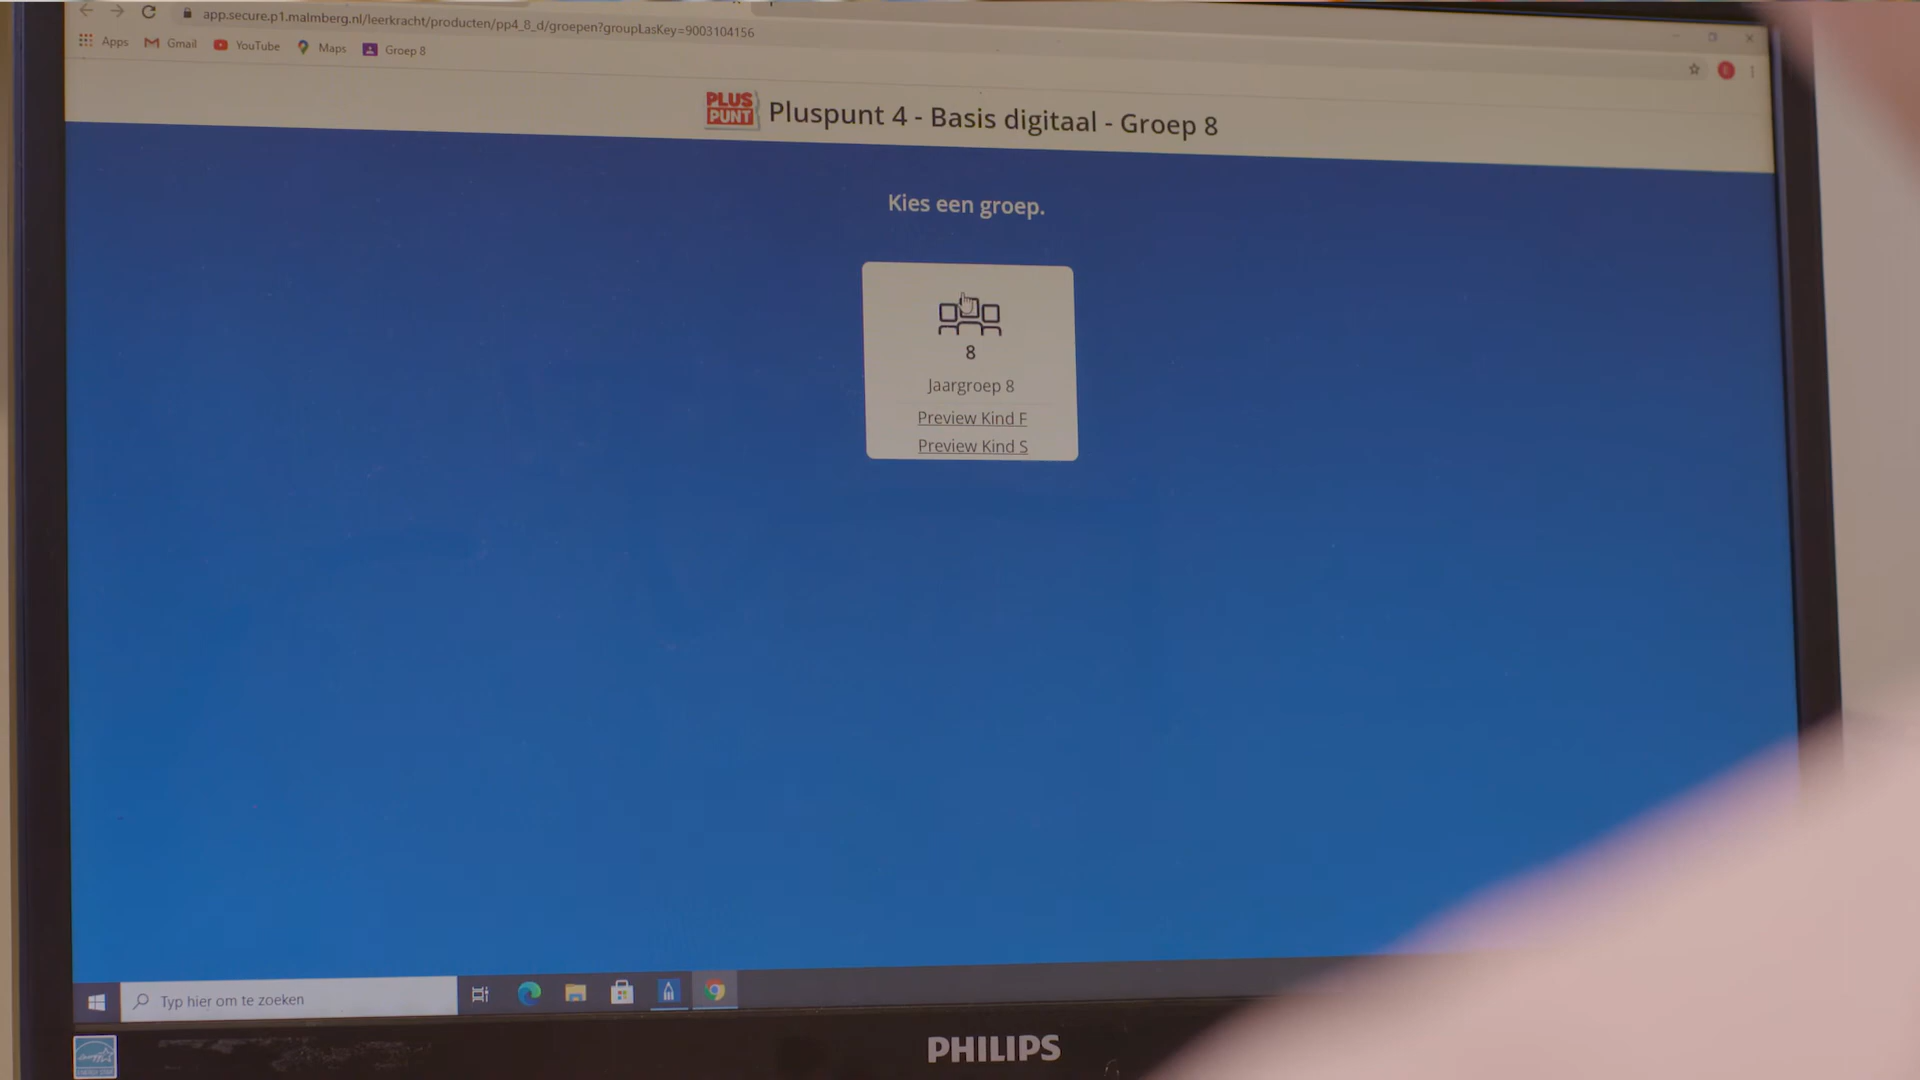 app.secure.p1.malmberg.nl/leerkracht/producten/pp4_8_d/groepen?groupLasKey=9003104156
Apps Gmail YouTube Maps Groep 8
PLUS
PUNT
Pluspunt 4 - Basis digitaal - Groep 8
Kies een groep.
8
Jaargroep 8
Preview Kind F
Preview Kind S
Typ hier om te zoeken
PHILIPS